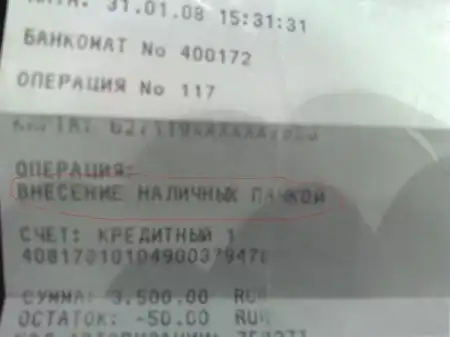 31.01.08 15:31:31
БАНКОМАТ No 400172
ОПЕРАЦИЯ No 117
ОПЕРАЦИЯ:
ВНЕСЕНИЕ НАЛИЧНЫХ ПАЧКОЙ
СЧЕТ: КРЕДИТНЫЙ 1
СУММА: 3.500.00 RUR
ОСТАТОК: -50.00 RUR